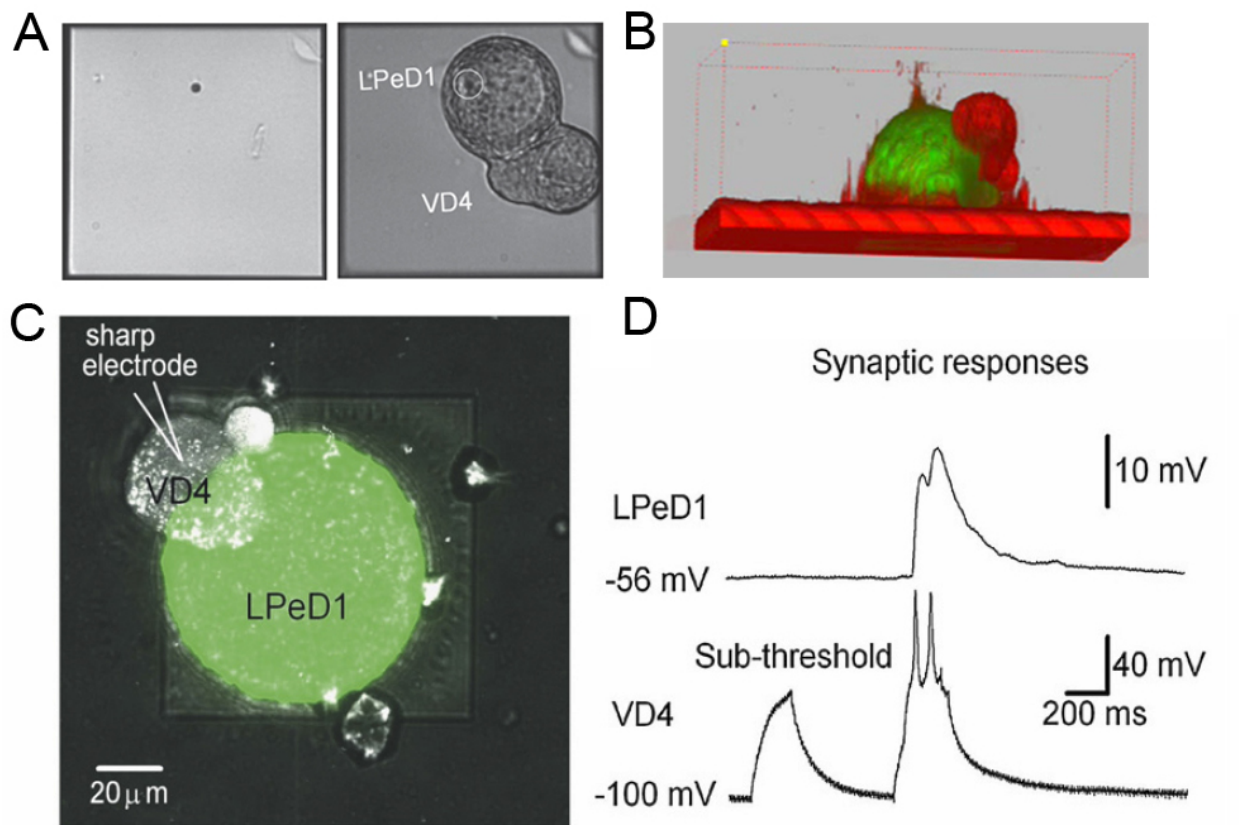 A
LPeD1
VD4
B
C
sharp
electrode
VD4
LPeD1
20 μm
D
Synaptic responses
10 mV
LPeD1
-56 mV
Sub-threshold
40 mV
200 ms
VD4
-100 mV